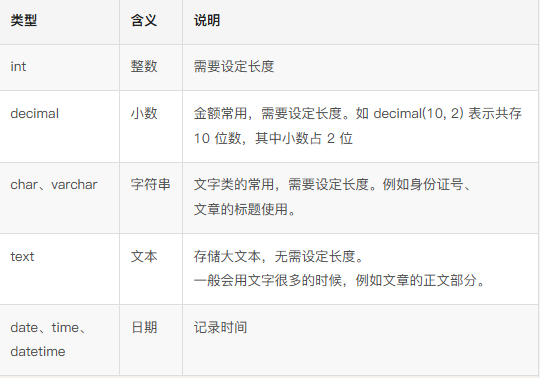 类型 含义 说明
int 整数 需要设定长度
decimal 小数 金额常用，需要设定长度。如 decimal(10, 2) 表示共存
10 位数，其中小数占 2 位
char、varchar 字符串 文字类的常用，需要设定长度。例如身份证号、
文章的标题使用。
text 文本 存储大文本，无需设定长度。
一般会用文字很多的时候，例如文章的正文部分。
date、time、
datetime 日期 记录时间